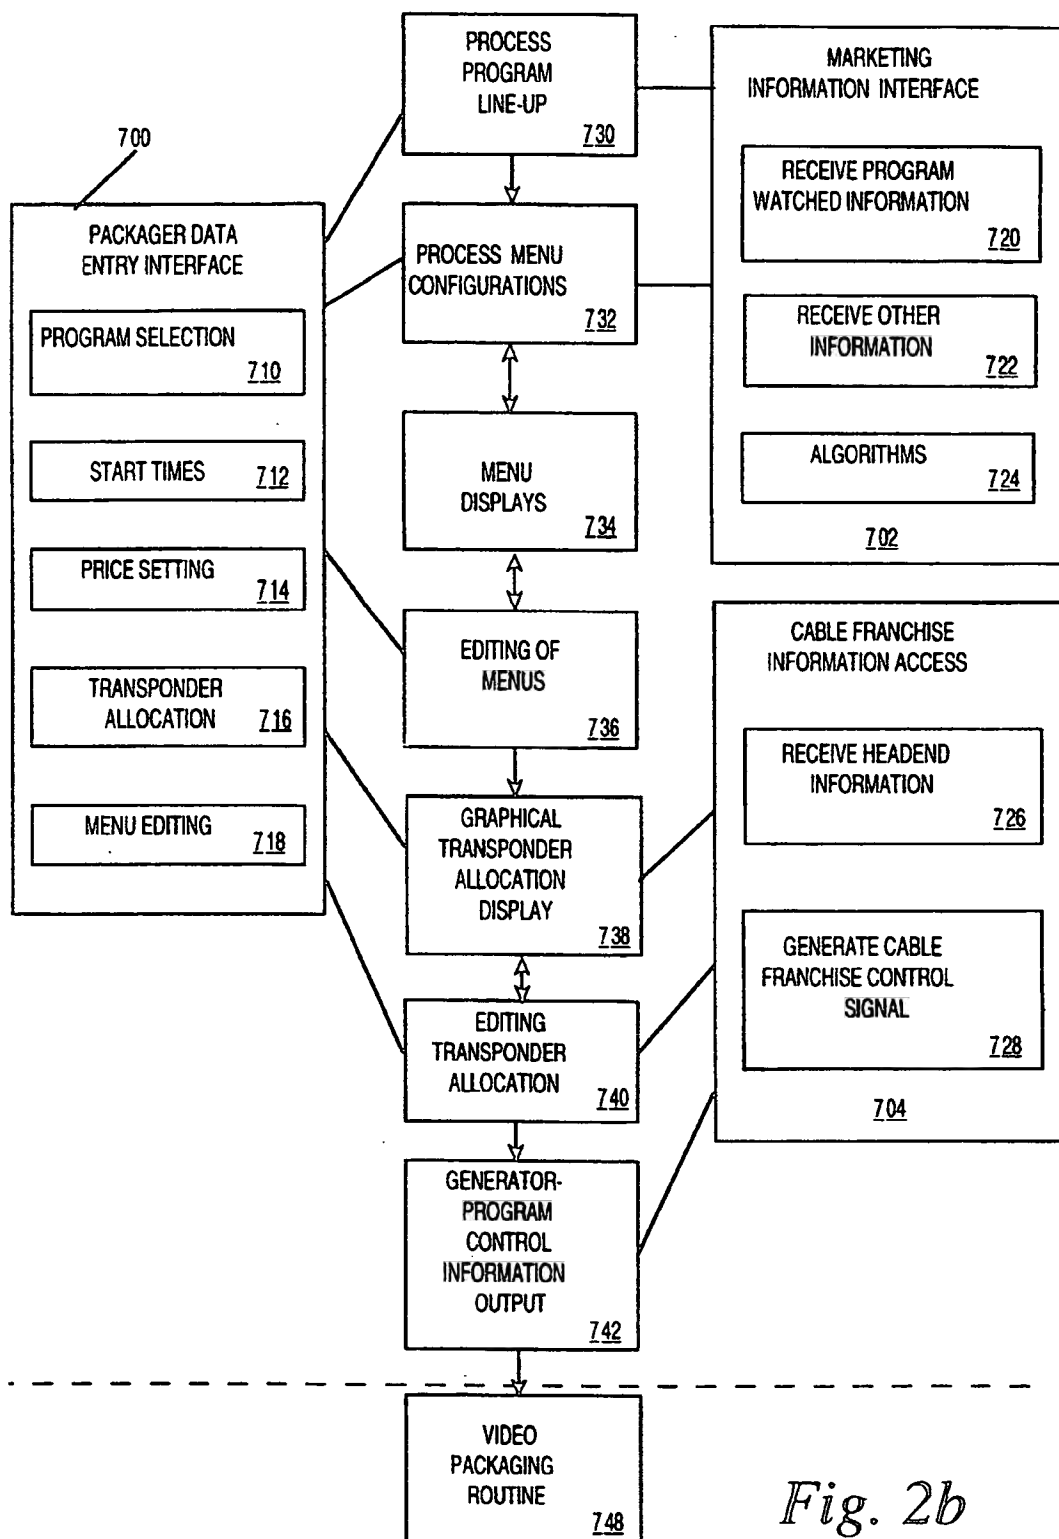 700
PACKAGER DATA
ENTRY INTERFACE
PROGRAM SELECTION
710
START TIMES
712
PRICE SETTING
714
TRANSPONDER
ALLOCATION
716
MENU EDITING
718
PROCESS
PROGRAM
LINE-UP
730
PROCESS MENU
CONFIGURATIONS
732
MENU
DISPLAYS
734
EDITING OF
MENUS
736
GRAPHICAL
TRANSPONDER
ALLOCATION
DISPLAY
738
EDITING
TRANSPONDER
ALLOCATION
740
GENERATOR-
PROGRAM
CONTROL
INFORMATION
OUTPUT
742
VIDEO
PACKAGING
ROUTINE
748
MARKETING
INFORMATION INTERFACE
RECEIVE PROGRAM
WATCHED INFORMATION
720
RECEIVE OTHER
INFORMATION
722
ALGORITHMS
724
702
CABLE FRANCHISE
INFORMATION ACCESS
RECEIVE HEADEND
INFORMATION
726
GENERATE CABLE
FRANCHISE CONTROL
SIGNAL
728
704
Fig. 2b